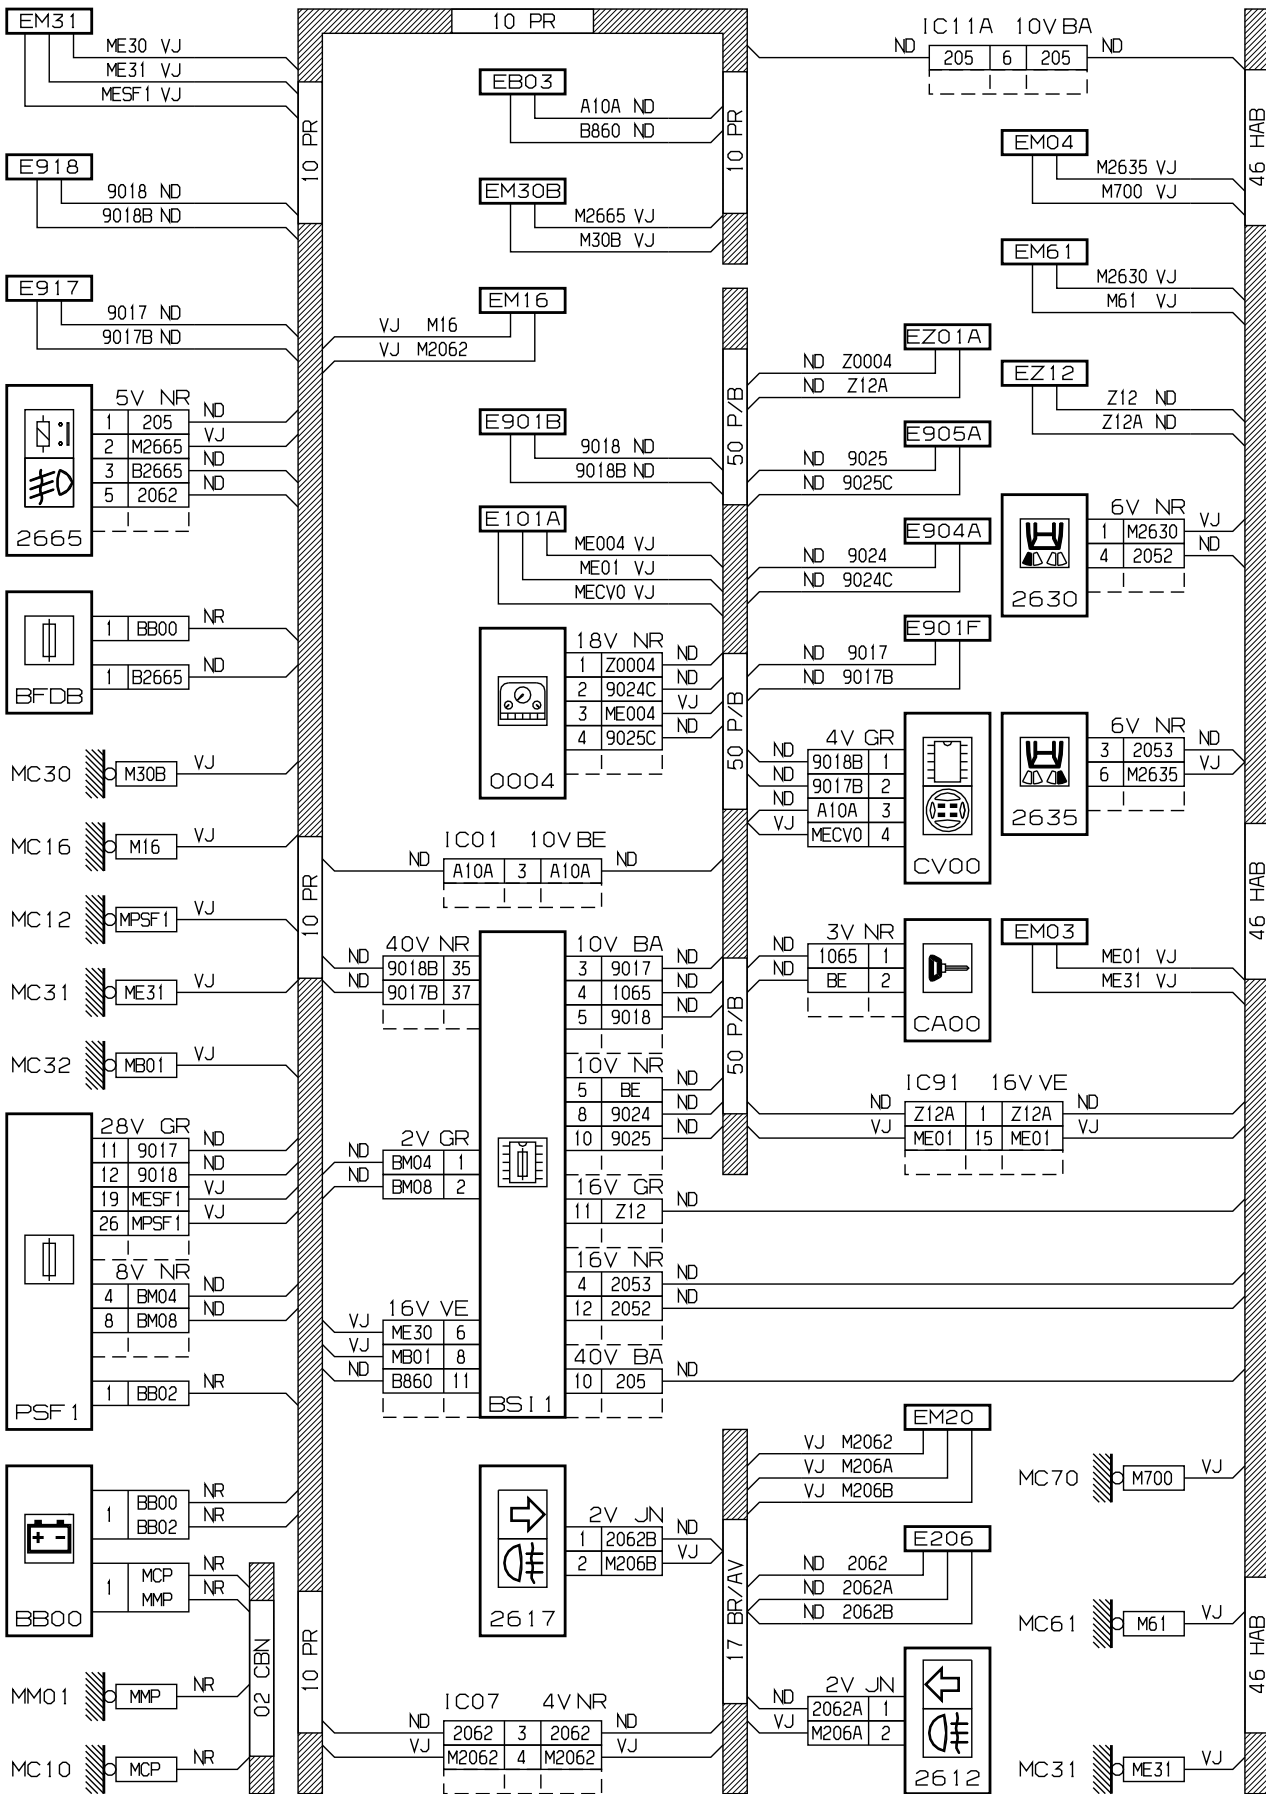 EM31
ME30 VJ
ME31 VJ
MESF1 VJ
10 PR
E918
9018 ND
9018B ND
E917
9017 ND
9017B ND
5V NR
1 205 ND
2 M2665 VJ
3 B2665 ND
5 2062 ND
2665
1 BB00 NR
1 B2665 ND
BFDB
MC30 M30B VJ
MC16 M16 VJ
MC12 MPSF1 VJ
MC31 ME31 VJ
MC32 MB01 VJ
28V GR
11 9017 ND
12 9018 ND
19 MESF1 VJ
26 MPSF1 VJ
8V NR
4 BM04 ND
8 BM08 ND
1 BB02 NR
PSF1
1 BB00 NR
BB02 NR
1 MCP NR
MMP NR
BB00
MM01 MMP NR
MC10 MCP NR
02 CBN
10 PR
10 PR
10 PR
EB03
A10A ND
B860 ND
10 PR
EM30B
M2665 VJ
M30B VJ
EM16
VJ M16
VJ M2062
E901B
9018 ND
9018B ND
E101A
ME004 VJ
ME01 VJ
MECV0 VJ
18V NR
1 Z0004 ND
2 9024C ND
3 ME004 VJ
4 9025C ND
0004
IC01 10V BE
ND A10A 3 A10A ND
40V NR
ND 9018B 35
ND 9017B 37
2V GR
ND BM04 1
ND BM08 2
16V VE
VJ ME30 6
VJ MB01 8
ND B860 11
10V BA
3 9017 ND
4 1065 ND
5 9018 ND
10V NR
5 BE ND
8 9024 ND
10 9025 ND
16V GR
11 Z12 ND
16V NR
4 2053 ND
12 2052 ND
40V BA
10 205 ND
BSI1
2V JN
1 2062B ND
2 M206B VJ
2617
IC07 4V NR
ND 2062 3 2062 ND
VJ M2062 4 M2062 VJ
50 P/B
50 P/B
50 P/B
17 BR/AV
IC11A 10V BA
ND 205 6 205 ND
EZ01A
ND Z0004
ND Z12A
E905A
ND 9025
ND 9025C
E904A
ND 9024
ND 9024C
E901F
ND 9017
ND 9017B
4V GR
ND 9018B 1
ND 9017B 2
ND A10A 3
VJ MECV0 4
CV00
3V NR
ND 1065 1
ND BE 2
CA00
IC91 16V VE
ND Z12A 1 Z12A ND
VJ ME01 15 ME01 VJ
EM20
VJ M2062
VJ M206A
VJ M206B
E206
ND 2062
ND 2062A
ND 2062B
2V JN
ND 2062A 1
VJ M206A 2
2612
EM04
M2635 VJ
M700 VJ
EM61
M2630 VJ
M61 VJ
EZ12
Z12 ND
Z12A ND
6V NR
1 M2630 VJ
4 2052 ND
2630
6V NR
3 2053 ND
6 M2635 VJ
2635
EM03
ME01 VJ
ME31 VJ
MC70 M700 VJ
MC61 M61 VJ
MC31 ME31 VJ
46 HAB
46 HAB
46 HAB